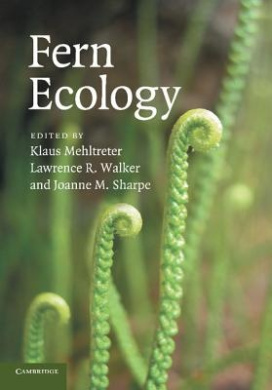 Fern
Ecology
EDITED BY
Klaus Mehltreter
Lawrence R. Walker
and Joanne M. Sharpe
CAMBRIDGE